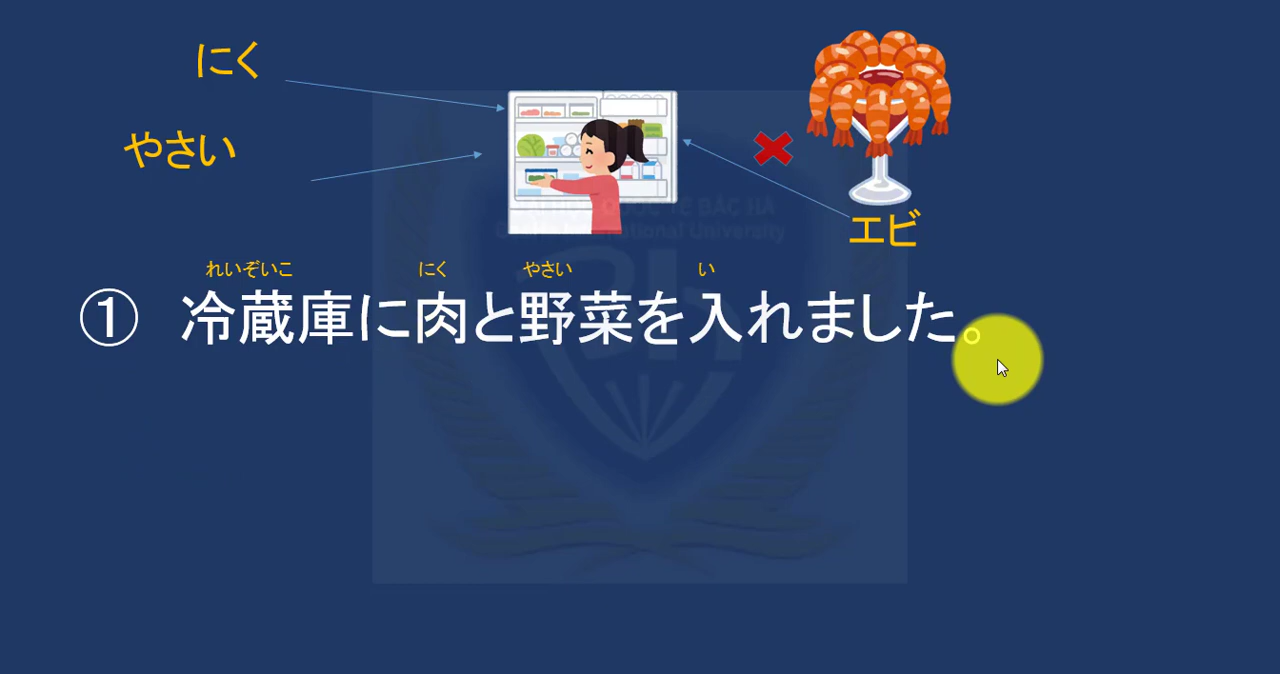 にく
やさい
エビ
れいぞいこ にく やさい い
① 冷蔵庫に肉と野菜を入れました。